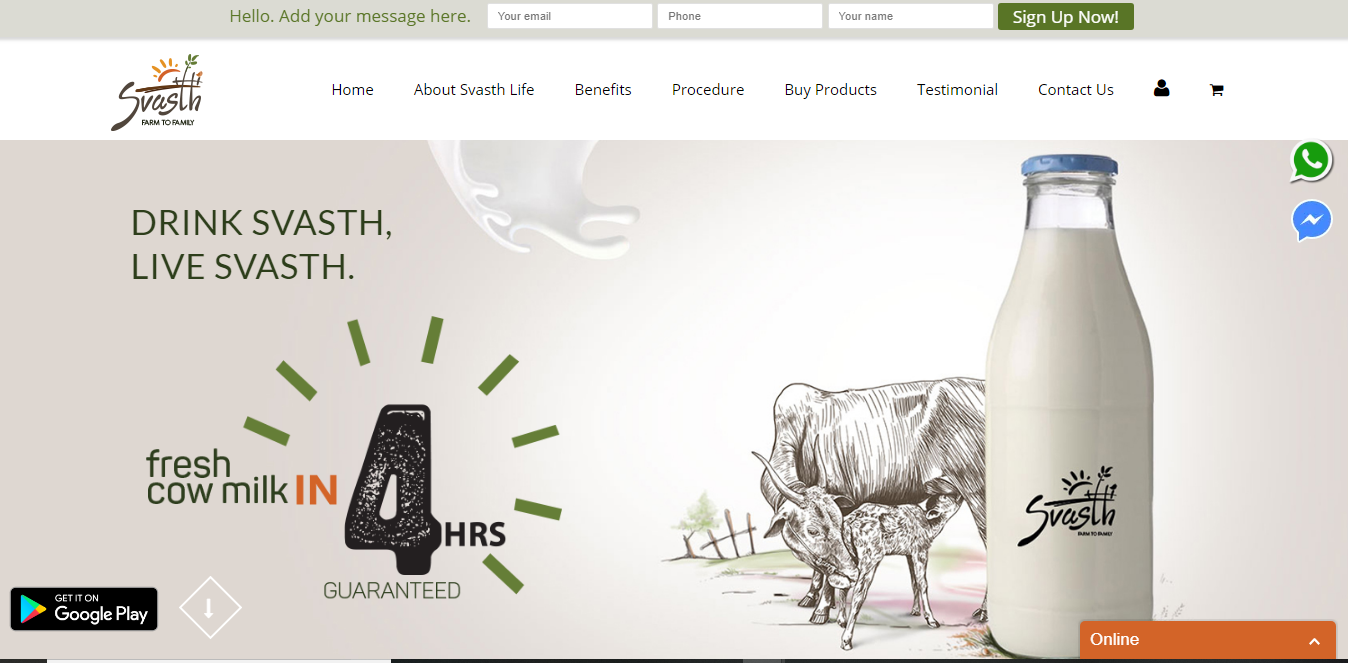 Hello. Add your message here.
Your email
Phone
Your name
Sign Up Now!
Svasth
FARM TO FAMILY
Home
About Svasth Life
Benefits
Procedure
Buy Products
Testimonial
Contact Us
DRINK SVASTH,
LIVE SVASTH.
fresh
cow milk IN
4
HRS
GUARANTEED
Svasth
FARM TO FAMILY
GET IT ON
Google Play
Online